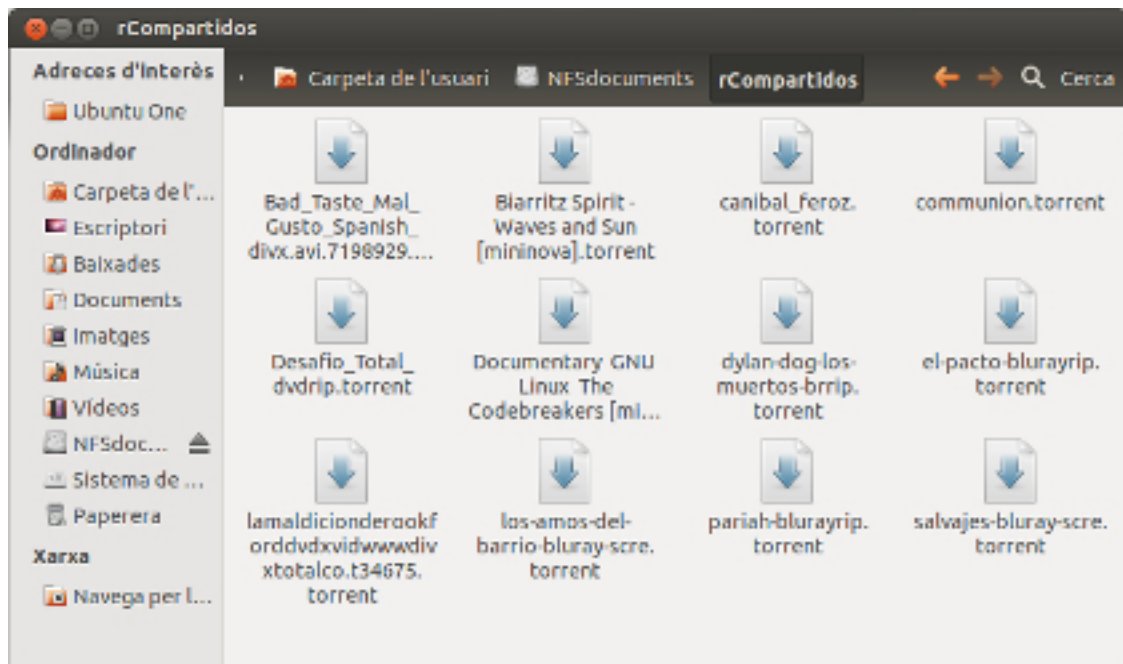 rCompartidos
Adreces d'interès
Ubuntu One
Ordinador
Carpeta de l'...
Escriptori
Baixades
Documents
Imatges
Música
Vídeos
NFSdoc...
Sistema de ...
Paperera
Xarxa
Navega per l...
Carpeta de l'usuari NFSdocuments rCompartidos Cerca
Bad_Taste_Mal_
Gusto_Spanish_
divx.avi.7198929....
Biarritz Spirit -
Waves and Sun
[mininova].torrent
canibal_feroz.
torrent
communion.torrent
Desafio_Total_
dvdrip.torrent
Documentary GNU
Linux The
Codebreakers [mi...
dylan-dog-los-
muertos-brrip.
torrent
el-pacto-blurayrip.
torrent
lamaldicionderookf
orddvdxvidwwwdiv
xtotalco.t34675.
torrent
los-amos-del-
barrio-bluray-scre.
torrent
pariah-blurayrip.
torrent
salvajes-bluray-scre.
torrent